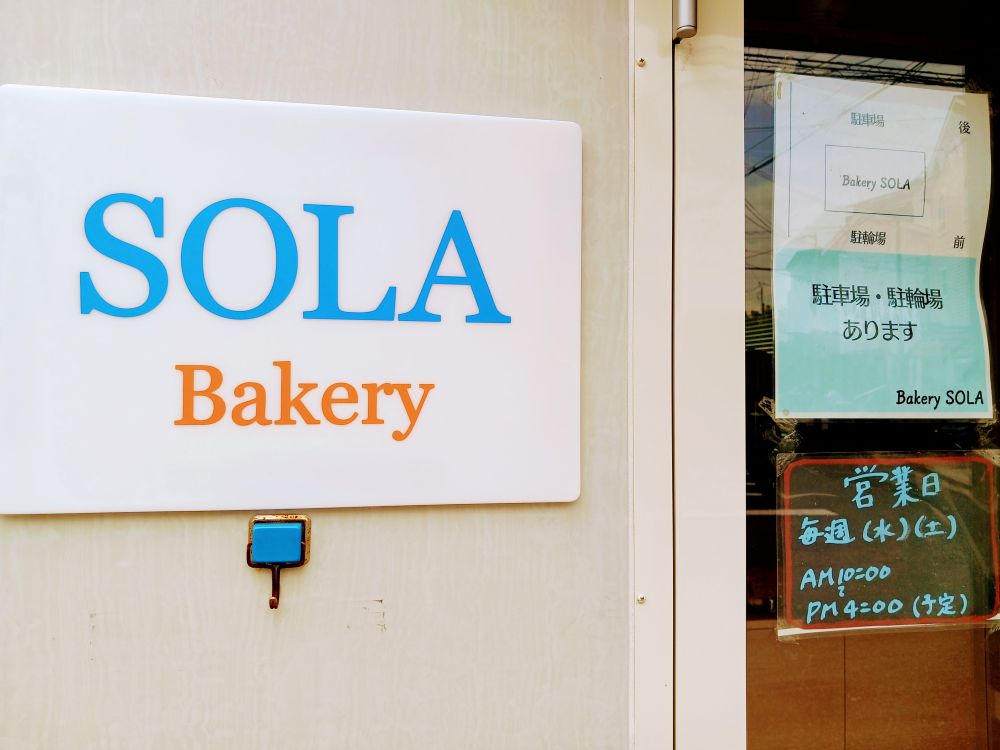 SOLA
Bakery
駐車場
後
Bakery SOLA
駐輪場
前
駐車場・駐輪場
あります
Bakery SOLA
営業日
毎週(水)(土)
AM10=00
〜
PM4=00(予定)